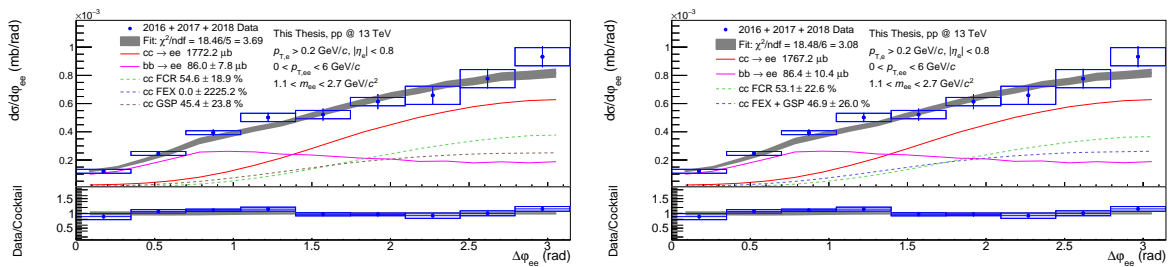 ×10⁻³
dσ/dφ_ee (mb/rad)
1
0.8
0.6
0.4
0.2
2016 + 2017 + 2018 Data
Fit: χ²/ndf = 18.46/5 = 3.69
cc → ee 1772.2 μb
bb → ee 86.0 ± 7.8 μb
cc FCR 54.6 ± 18.9 %
cc FEX 0.0 ± 2225.2 %
cc GSP 45.4 ± 23.8 %
This Thesis, pp @ 13 TeV
p_T,e > 0.2 GeV/c, |η_e| < 0.8
0 < p_T,ee < 6 GeV/c
1.1 < m_ee < 2.7 GeV/c²
Data/Cocktail
1.5
1
0.5
0 0.5 1 1.5 2 2.5 3
Δφ_ee (rad)
×10⁻³
dσ/dφ_ee (mb/rad)
1
0.8
0.6
0.4
0.2
2016 + 2017 + 2018 Data
Fit: χ²/ndf = 18.48/6 = 3.08
cc → ee 1767.2 μb
bb → ee 86.4 ± 10.4 μb
cc FCR 53.1 ± 22.6 %
cc FEX + GSP 46.9 ± 26.0 %
This Thesis, pp @ 13 TeV
p_T,e > 0.2 GeV/c, |η_e| < 0.8
0 < p_T,ee < 6 GeV/c
1.1 < m_ee < 2.7 GeV/c²
Data/Cocktail
1.5
1
0.5
0 0.5 1 1.5 2 2.5 3
Δφ_ee (rad)